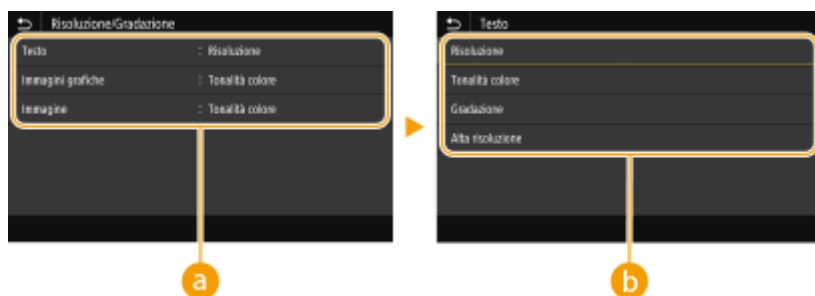 Risoluzione/Gradazione
Testo : Risoluzione
Immagini grafiche : Tonalità colore
Immagine : Tonalità colore
a
Testo
Risoluzione
Tonalità colore
Gradazione
Alta risoluzione
b